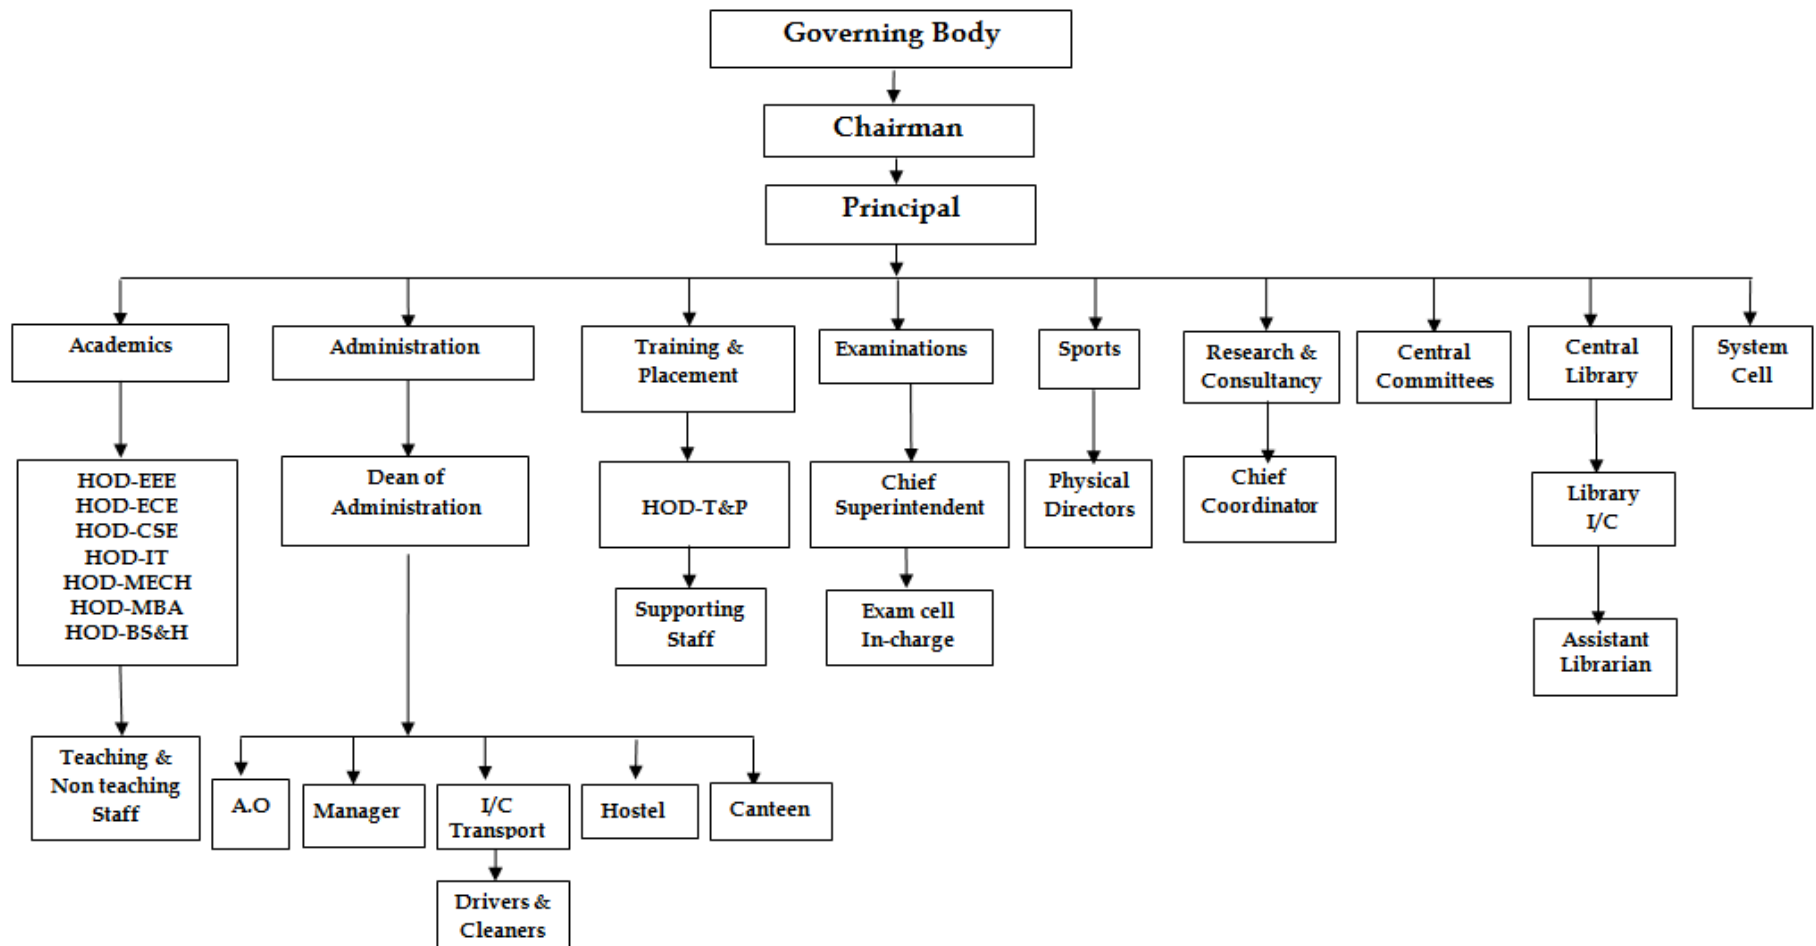 Governing Body
Chairman
Principal
Academics
Administration
Training &
Placement
Examinations
Sports
Research &
Consultancy
Central
Committees
Central
Library
System
Cell
HOD-EEE
HOD-ECE
HOD-CSE
HOD-IT
HOD-MECH
HOD-MBA
HOD-BS&H
Dean of
Administration
HOD-T&P
Chief
Superintendent
Physical
Directors
Chief
Coordinator
Library
I/C
Supporting
Staff
Exam cell
In-charge
Assistant
Librarian
Teaching &
Non teaching
Staff
A.O
Manager
I/C
Transport
Hostel
Canteen
Drivers &
Cleaners